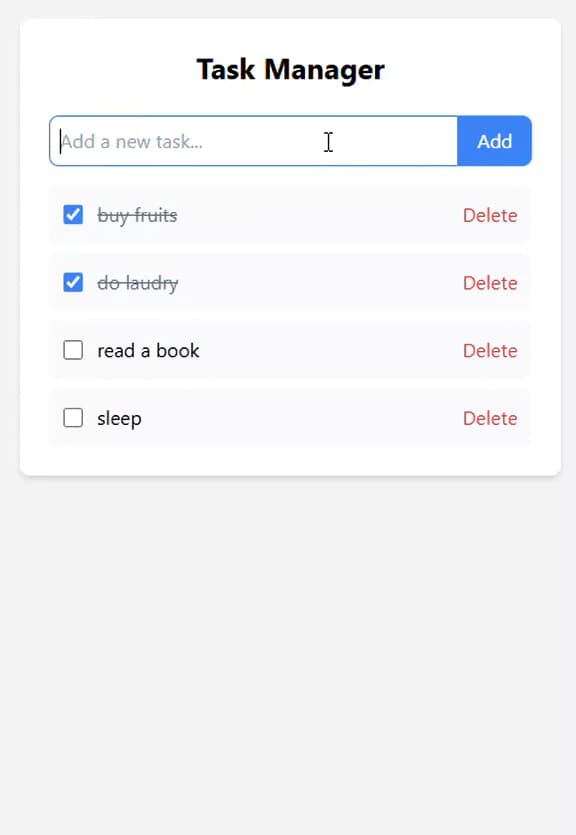 Task Manager
Add a new task...
Add
buy fruits
Delete
do laudry
Delete
read a book
Delete
sleep
Delete